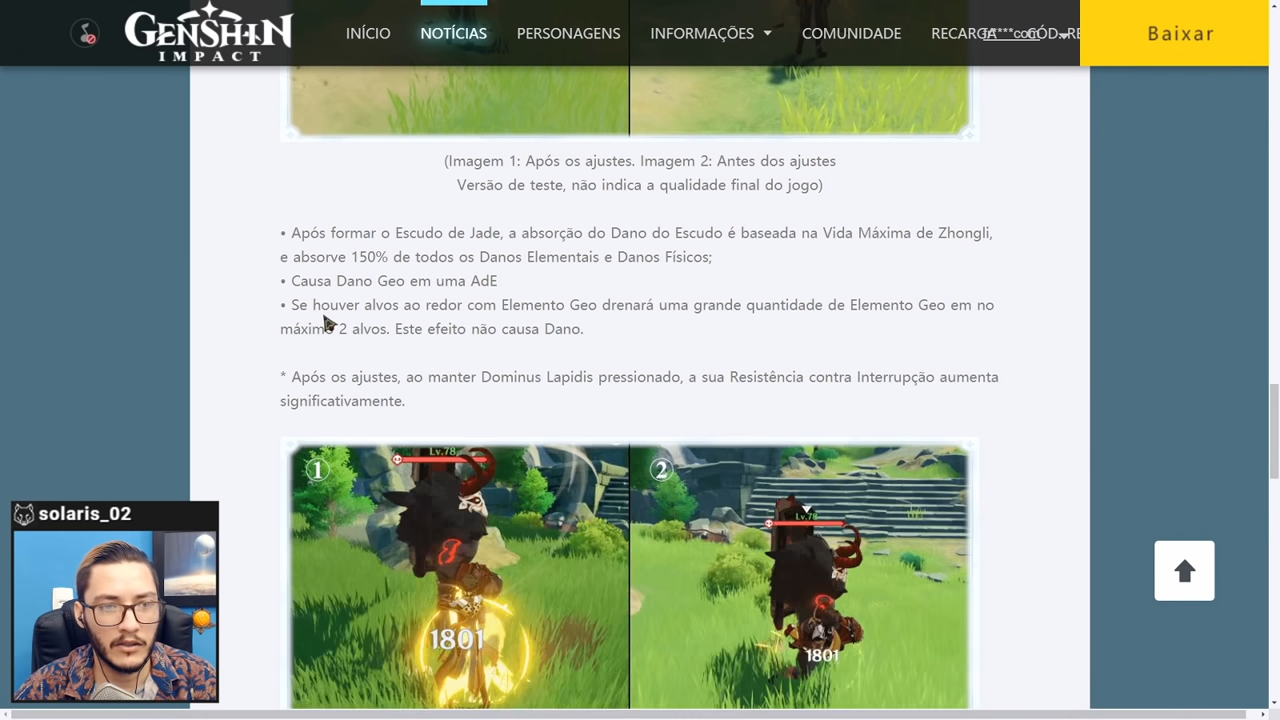 GENSHIN
IMPACT
INÍCIO
NOTÍCIAS
PERSONAGENS
INFORMAÇÕES
COMUNIDADE
Baixar
(Imagem 1: Após os ajustes. Imagem 2: Antes dos ajustes
Versão de teste, não indica a qualidade final do jogo)
• Após formar o Escudo de Jade, a absorção do Dano do Escudo é baseada na Vida Máxima de Zhongli,
e absorve 150% de todos os Danos Elementais e Danos Físicos;
• Causa Dano Geo em uma AdE
• Se houver alvos ao redor com Elemento Geo drenará uma grande quantidade de Elemento Geo em no
máximo 2 alvos. Este efeito não causa Dano.
* Após os ajustes, ao manter Dominus Lapidis pressionado, a sua Resistência contra Interrupção aumenta
significativamente.
1
Lv.78
1801
2
Lv.78
1801
solaris_02